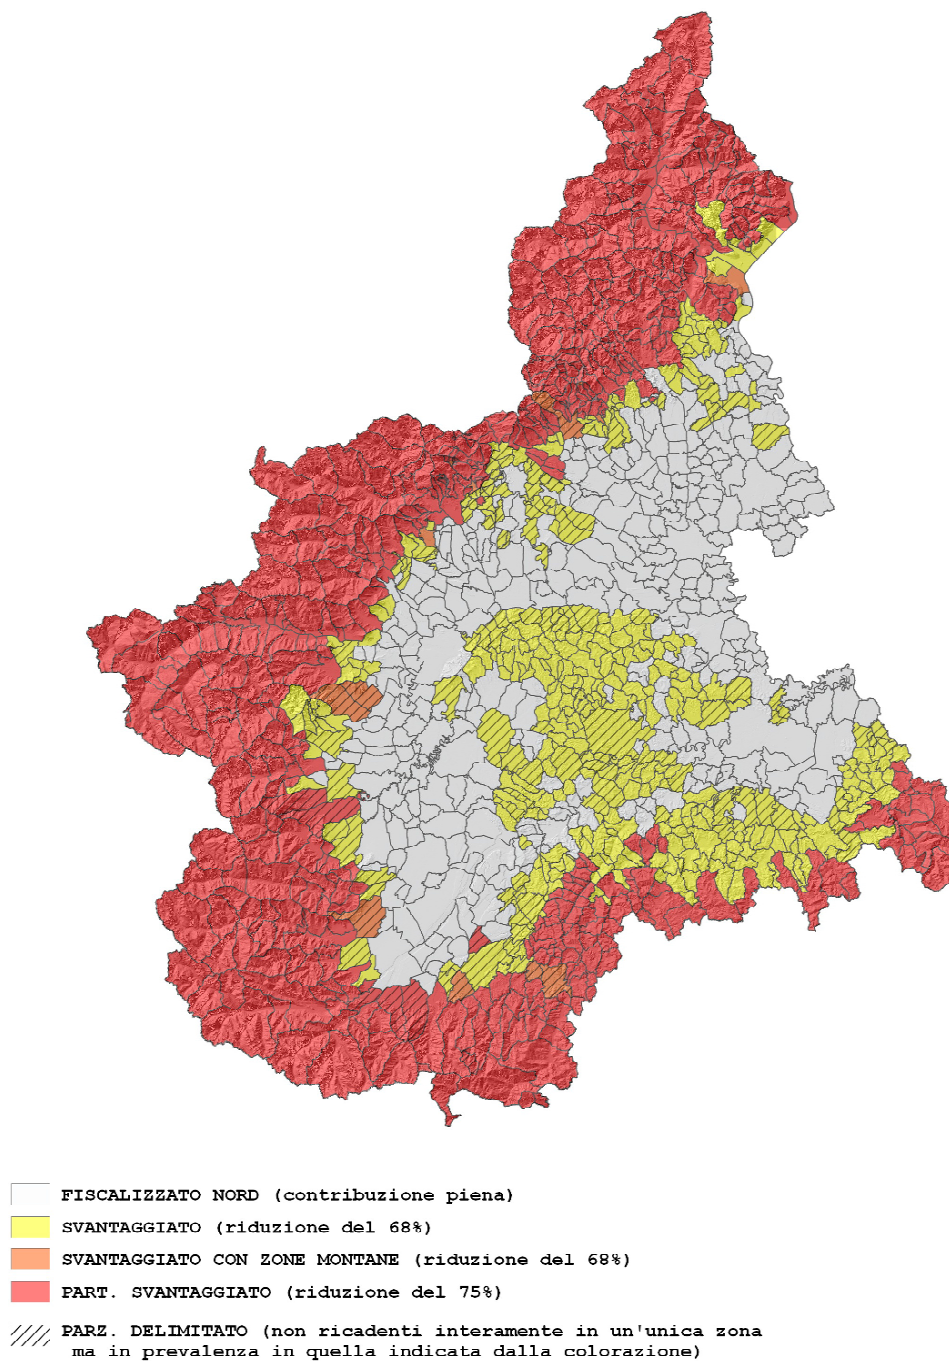 FISCALIZZATO NORD (contribuzione piena)
SVANTAGGIATO (riduzione del 68%)
SVANTAGGIATO CON ZONE MONTANE (riduzione del 68%)
PART. SVANTAGGIATO (riduzione del 75%)
PARZ. DELIMITATO (non ricadenti interamente in un'unica zona
ma in prevalenza in quella indicata dalla colorazione)